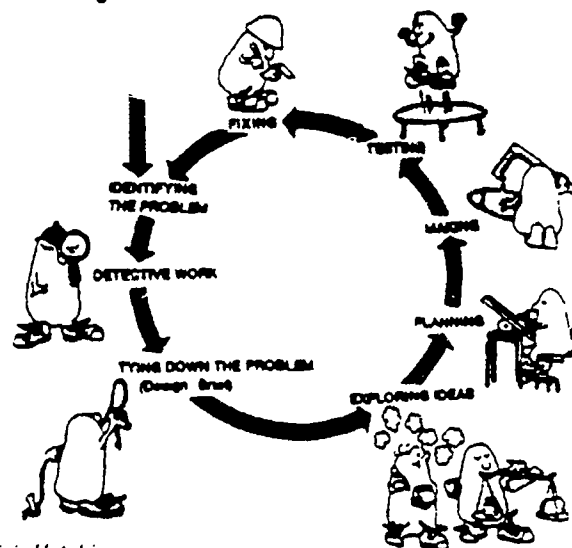 FIXING
TESTING
IDENTIFYING
THE PROBLEM
MAKING
DETECTIVE WORK
PLANNING
TYING DOWN THE PROBLEM
(Design Brief)
EXPLORING IDEAS